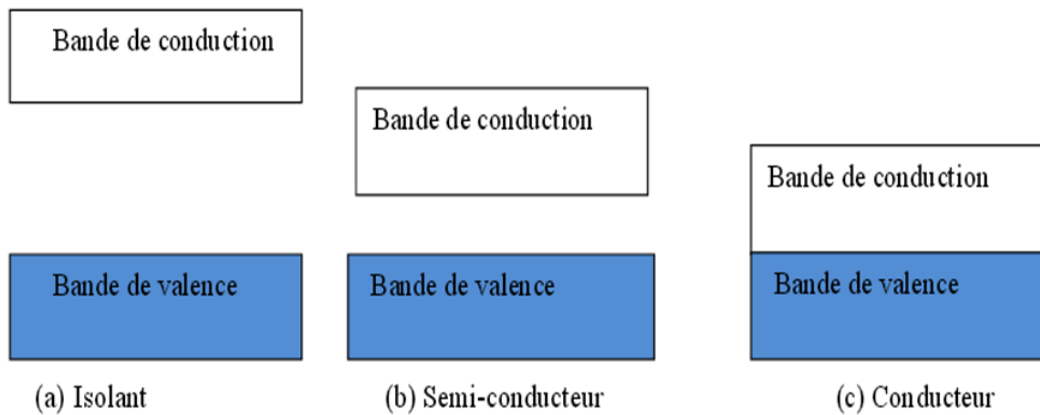 Bande de conduction
Bande de conduction
Bande de conduction
Bande de valence
Bande de valence
Bande de valence
(a) Isolant
(b) Semi-conducteur
(c) Conducteur